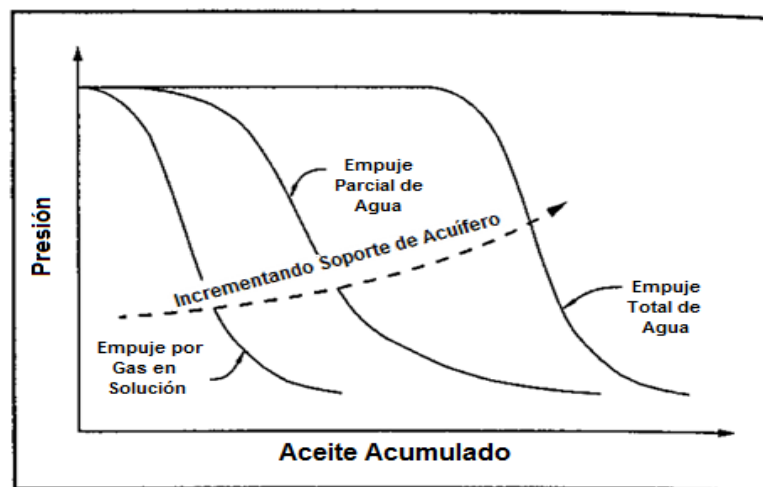 Presión
Empuje
Parcial de
Agua
Incrementando Soporte de Acuífero
Empuje
Total de
Agua
Empuje por
Gas en
Solución
Aceite Acumulado